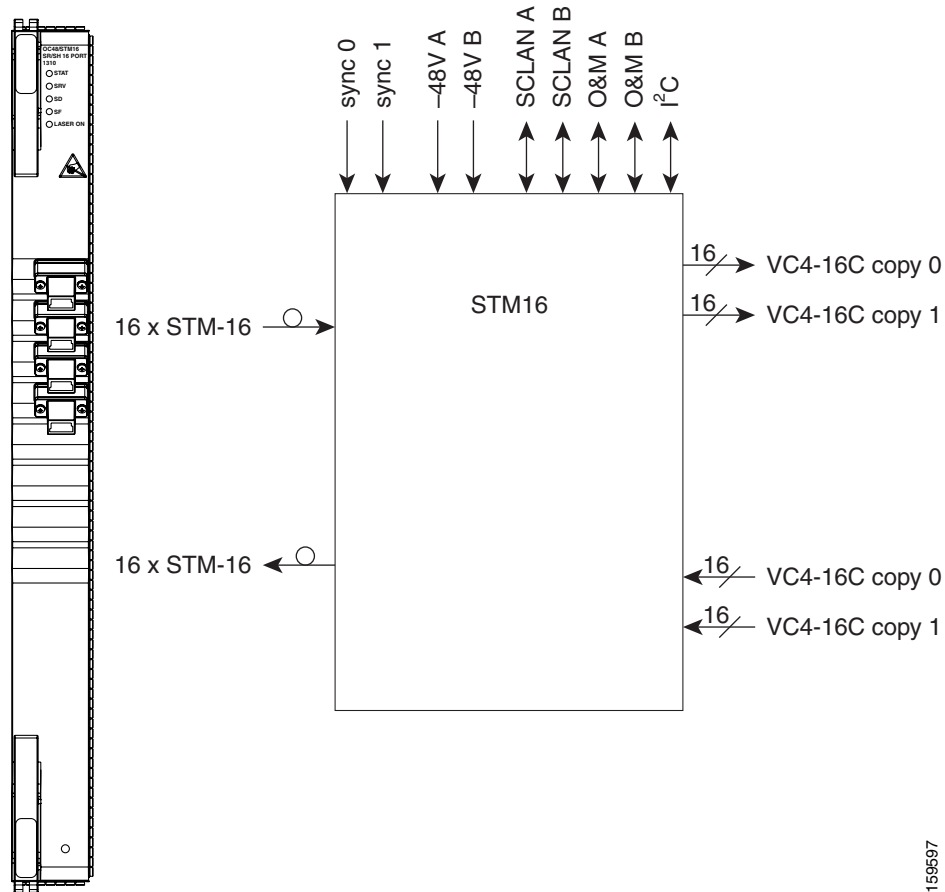 OC48/STM16
SR/SH 16 PORT
1310
STAT
SRV
SD
SF
LASER ON
sync 0
sync 1
–48V A
–48V B
SCLAN A
SCLAN B
O&M A
O&M B
I²C
STM16
16 x STM-16
16 x STM-16
16
VC4-16C copy 0
16
VC4-16C copy 1
16
VC4-16C copy 0
16
VC4-16C copy 1
159597